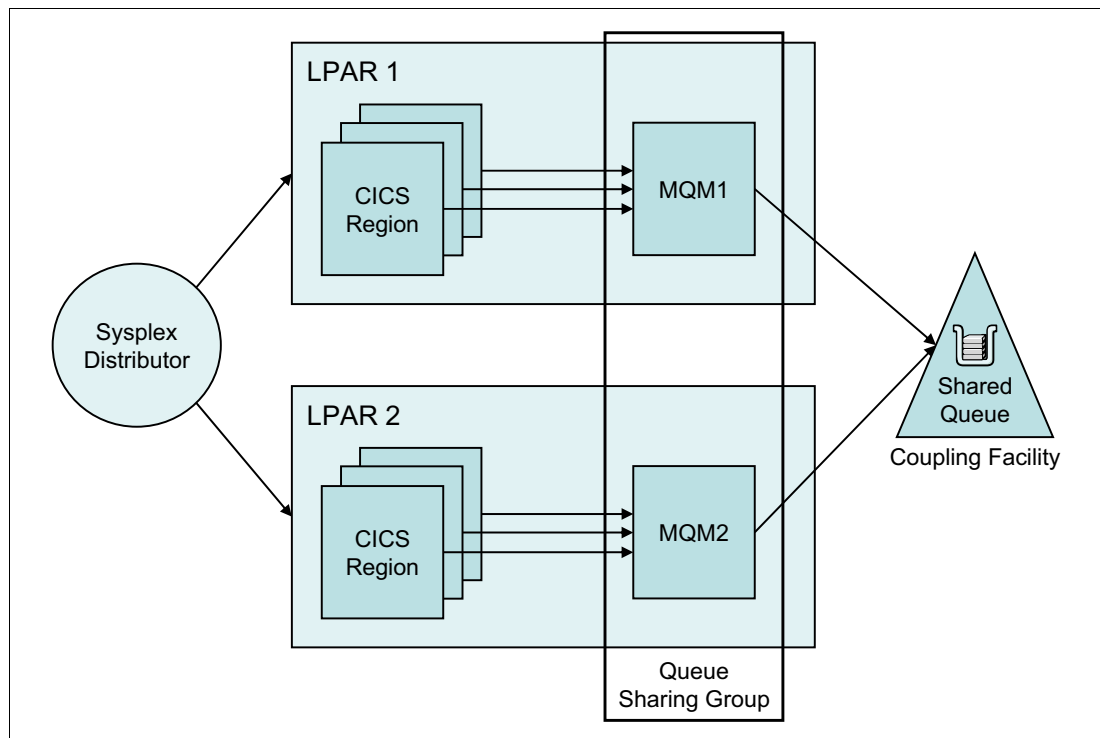 LPAR 1
CICS
Region
MQM1
Sysplex
Distributor
Shared
Queue
Coupling Facility
LPAR 2
CICS
Region
MQM2
Queue
Sharing Group